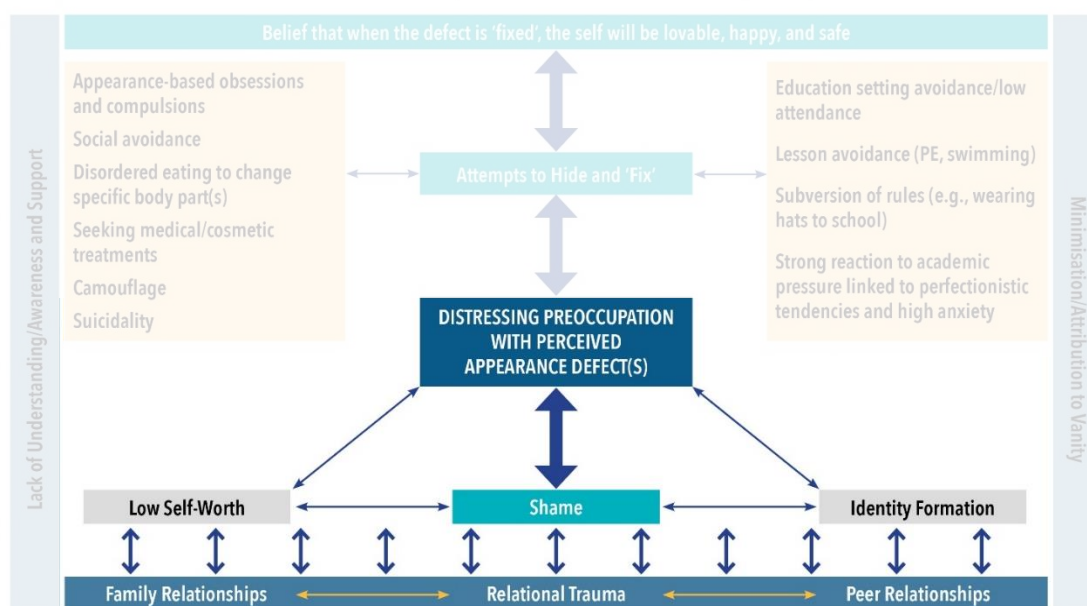 Belief that when the defect is ‘fixed’, the self will be lovable, happy, and safe
Lack of Understanding/Awareness and Support
Appearance-based obsessions
and compulsions
Social avoidance
Disordered eating to change
specific body part(s)
Seeking medical/cosmetic
treatments
Camouflage
Suicidality
Attempts to Hide and ‘Fix’
Education setting avoidance/low
attendance
Lesson avoidance (PE, swimming)
Subversion of rules (e.g., wearing
hats to school)
Strong reaction to academic
pressure linked to perfectionistic
tendencies and high anxiety
Minimisation/Attribution to Vanity
DISTRESSING PREOCCUPATION
WITH PERCEIVED
APPEARANCE DEFECT(S)
Low Self-Worth
Shame
Identity Formation
Family Relationships
Relational Trauma
Peer Relationships